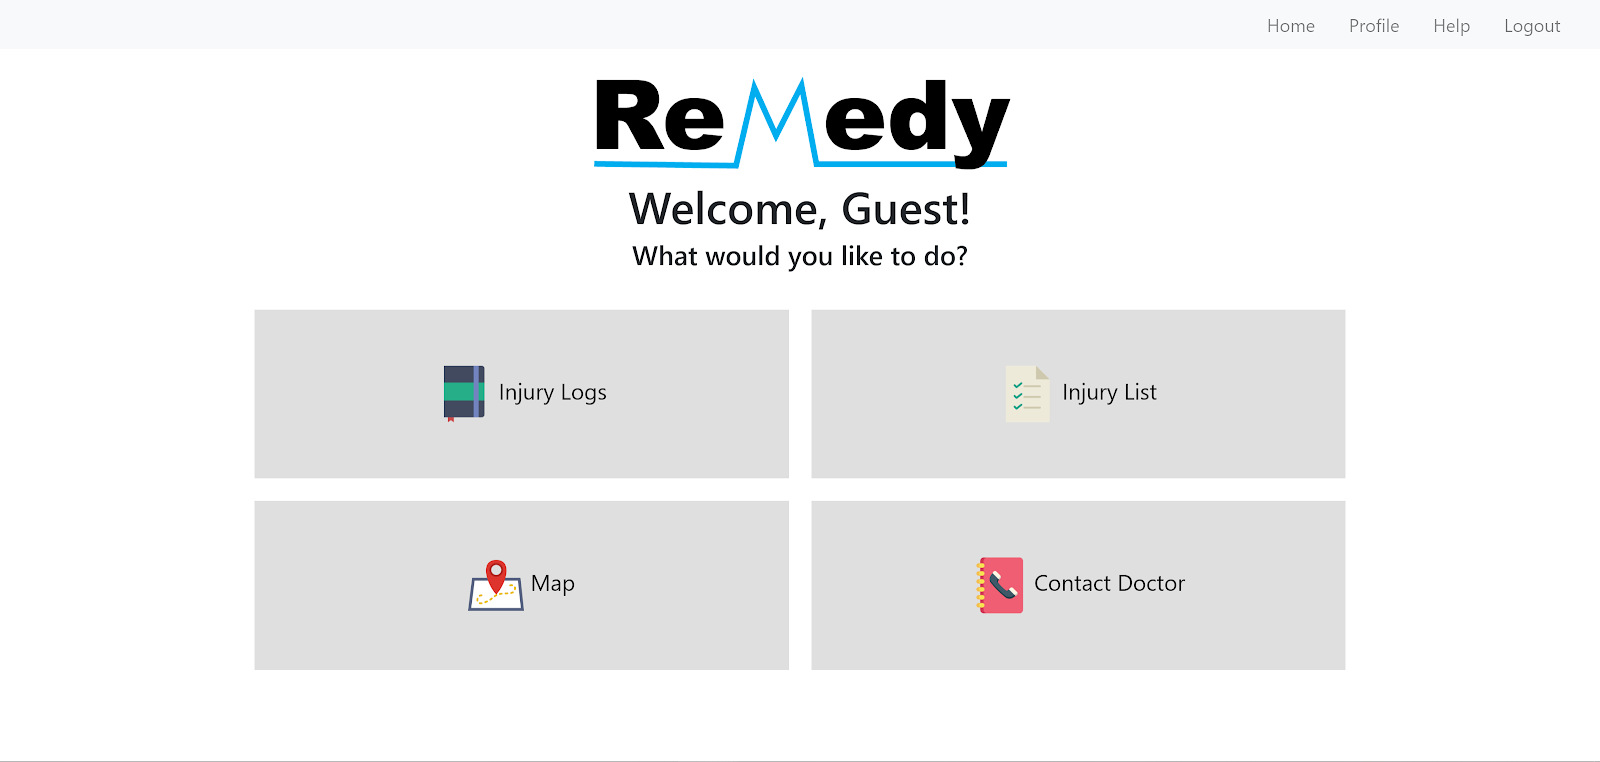 Home Profile Help Logout
ReMedy
Welcome, Guest!
What would you like to do?
Injury Logs
Injury List
Map
Contact Doctor